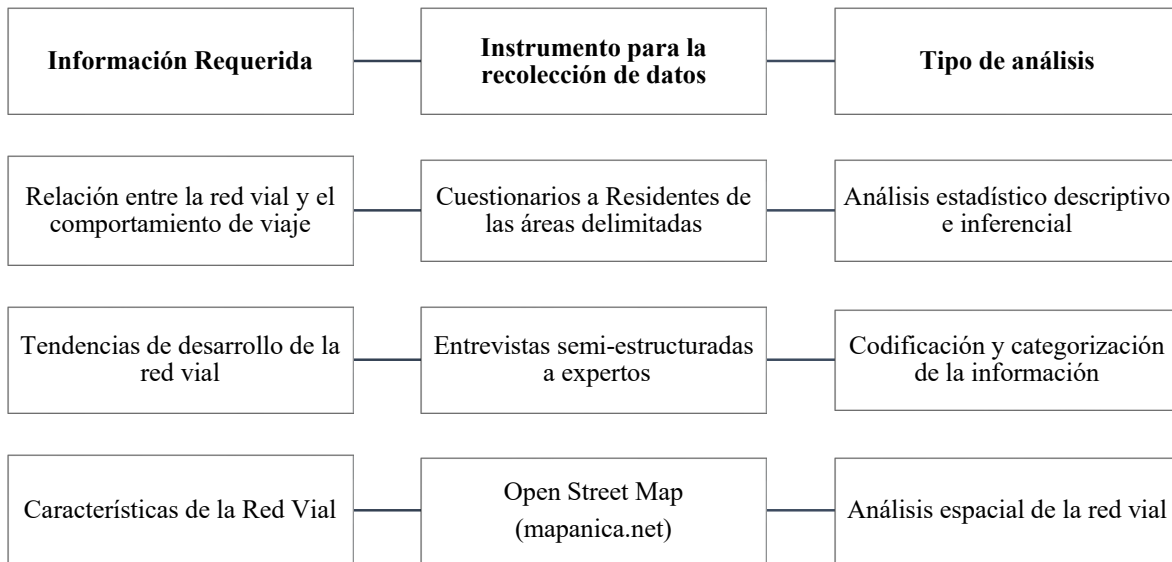 Información Requerida
Instrumento para la
recolección de datos
Tipo de análisis
Relación entre la red vial y el
comportamiento de viaje
Cuestionarios a Residentes de
las áreas delimitadas
Análisis estadístico descriptivo
e inferencial
Tendencias de desarrollo de la
red vial
Entrevistas semi-estructuradas
a expertos
Codificación y categorización
de la información
Características de la Red Vial
Open Street Map
(mapanica.net)
Análisis espacial de la red vial